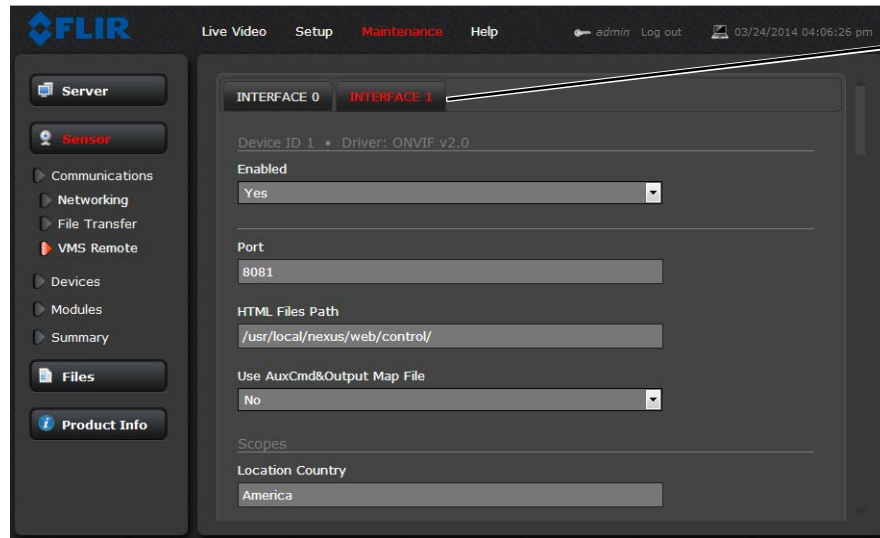 FLIR
Live Video Setup Maintenance Help admin Log out 03/24/2014 04:06:26 pm
Server
Sensor
Communications
Networking
File Transfer
VMS Remote
Devices
Modules
Summary
Files
Product Info
INTERFACE 0 INTERFACE 1
Device ID 1 • Driver: ONVIF v2.0
Enabled
Yes
Port
8081
HTML Files Path
/usr/local/nexus/web/control/
Use AuxCmd&Output Map File
No
Scopes
Location Country
America